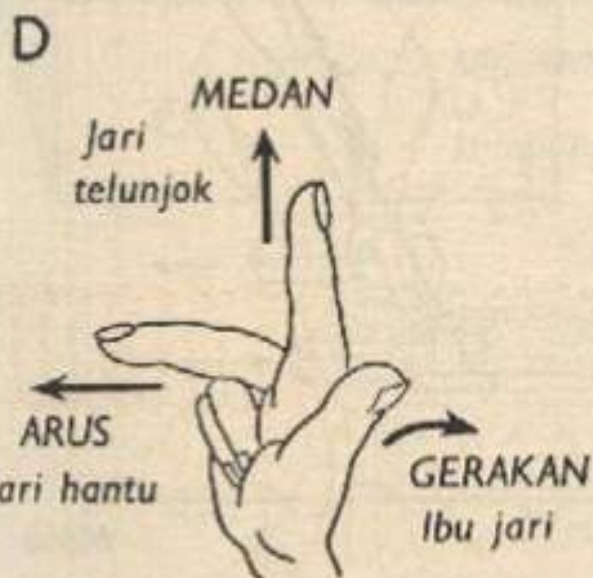 D
MEDAN
Jari
telunjok
ARUS
ari hantu
GERAKAN
Ibu jari